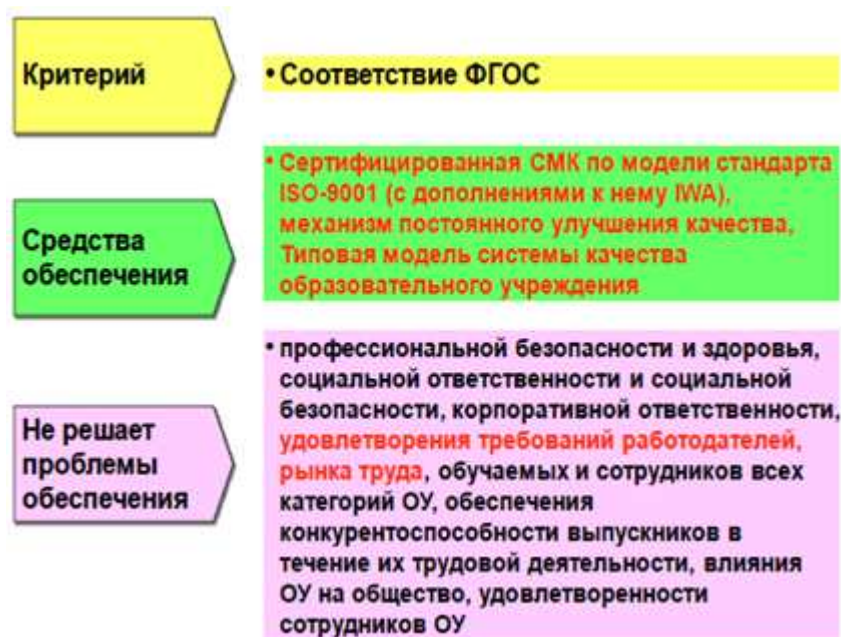 Критерий
• Соответствие ФГОС
Средства
обеспечения
• Сертифицированная СМК по модели стандарта
ISO-9001 (с дополнениями к нему IWA),
механизм постоянного улучшения качества,
Типовая модель системы качества
образовательного учреждения
Не решает
проблемы
обеспечения
• профессиональной безопасности и здоровья,
социальной ответственности и социальной
безопасности, корпоративной ответственности,
удовлетворения требований работодателей,
рынка труда, обучаемых и сотрудников всех
категорий ОУ, обеспечения
конкурентоспособности выпускников в
течение их трудовой деятельности, влияния
ОУ на общество, удовлетворенности
сотрудников ОУ